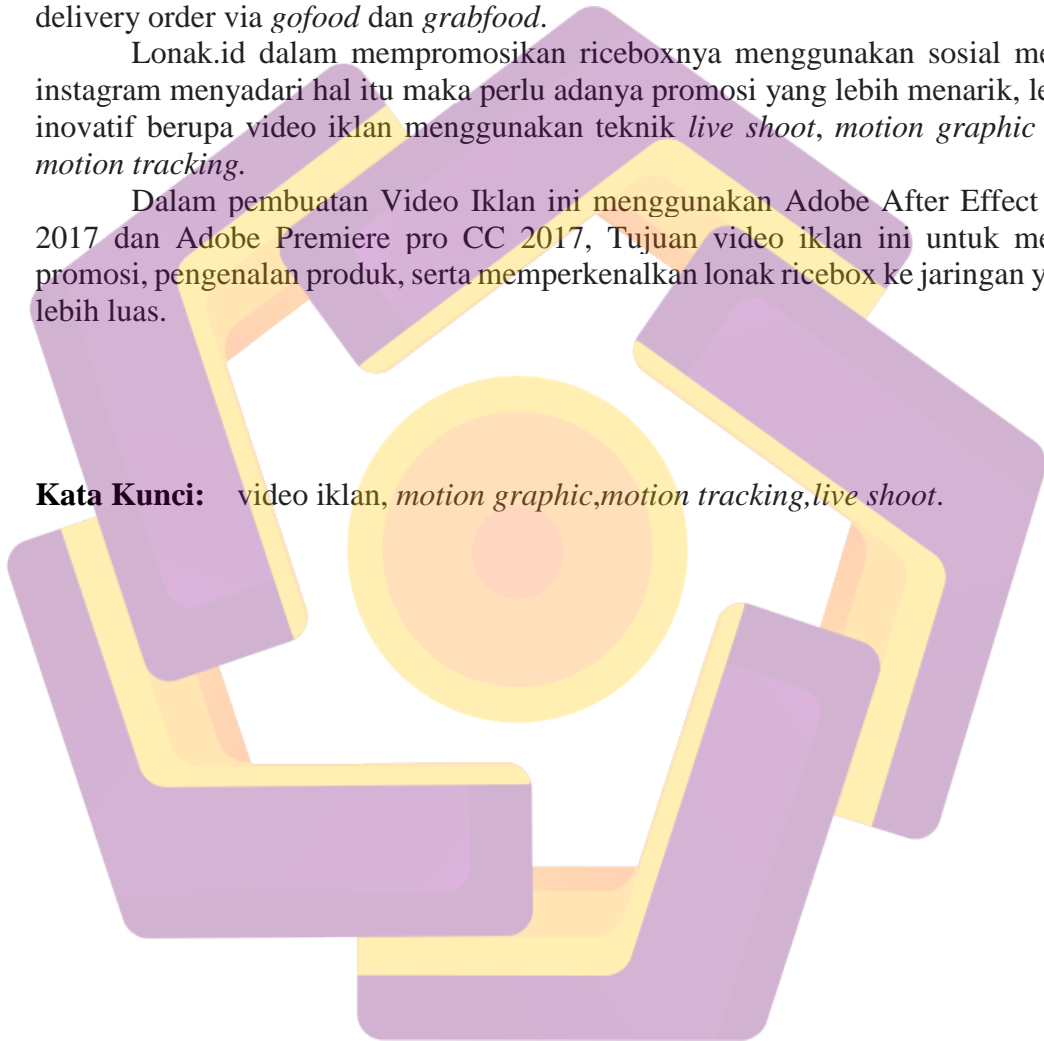 delivery order via gofood dan grabfood.
Lonak.id dalam mempromosikan riceboxnya menggunakan sosial me
instagram menyadari hal itu maka perlu adanya promosi yang lebih menarik, le
inovatif berupa video iklan menggunakan teknik live shoot, motion graphic
motion tracking.
Dalam pembuatan Video Iklan ini menggunakan Adobe After Effect
2017 dan Adobe Premiere pro CC 2017, Tujuan video iklan ini untuk me
promosi, pengenalan produk, serta memperkenalkan lonak ricebox ke jaringan y
lebih luas.
Kata Kunci: video iklan, motion graphic,motion tracking,live shoot.